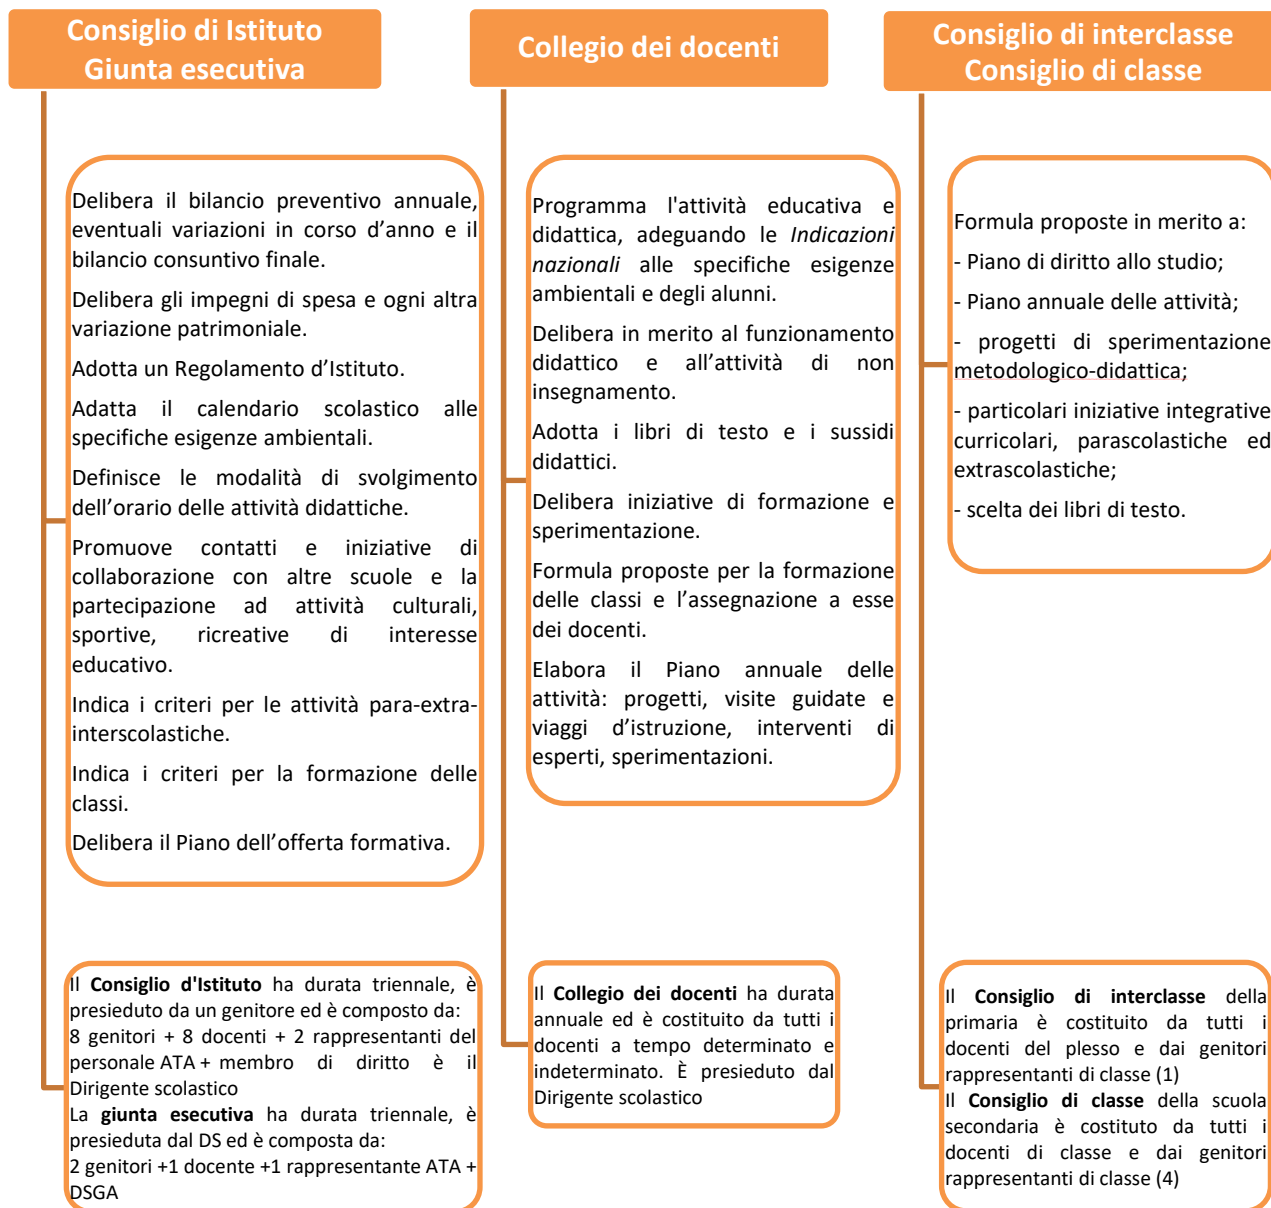 Consiglio di Istituto
Giunta esecutiva
Delibera il bilancio preventivo annuale,
eventuali variazioni in corso d’anno e il
bilancio consuntivo finale.
Delibera gli impegni di spesa e ogni altra
variazione patrimoniale.
Adotta un Regolamento d’Istituto.
Adatta il calendario scolastico alle
specifiche esigenze ambientali.
Definisce le modalità di svolgimento
dell’orario delle attività didattiche.
Promuove contatti e iniziative di
collaborazione con altre scuole e la
partecipazione ad attività culturali,
sportive, ricreative di interesse
educativo.
Indica i criteri per le attività para-extra-
interscolastiche.
Indica i criteri per la formazione delle
classi.
Delibera il Piano dell’offerta formativa.
Il Consiglio d'Istituto ha durata triennale, è
presieduto da un genitore ed è composto da:
8 genitori + 8 docenti + 2 rappresentanti del
personale ATA + membro di diritto è il
Dirigente scolastico
La giunta esecutiva ha durata triennale, è
presieduta dal DS ed è composta da:
2 genitori +1 docente +1 rappresentante ATA +
DSGA
Collegio dei docenti
Programma l'attività educativa e
didattica, adeguando le Indicazioni
nazionali alle specifiche esigenze
ambientali e degli alunni.
Delibera in merito al funzionamento
didattico e all’attività di non
insegnamento.
Adotta i libri di testo e i sussidi
didattici.
Delibera iniziative di formazione e
sperimentazione.
Formula proposte per la formazione
delle classi e l’assegnazione a esse
dei docenti.
Elabora il Piano annuale delle
attività: progetti, visite guidate e
viaggi d’istruzione, interventi di
esperti, sperimentazioni.
Il Collegio dei docenti ha durata
annuale ed è costituito da tutti i
docenti a tempo determinato e
indeterminato. È presieduto dal
Dirigente scolastico
Consiglio di interclasse
Consiglio di classe
Formula proposte in merito a:
- Piano di diritto allo studio;
- Piano annuale delle attività;
- progetti di sperimentazione
metodologico-didattica;
- particolari iniziative integrative
curricolari, parascolastiche ed
extrascolastiche;
- scelta dei libri di testo.
Il Consiglio di interclasse della
primaria è costituito da tutti i
docenti del plesso e dai genitori
rappresentanti di classe (1)
Il Consiglio di classe della scuola
secondaria è costituto da tutti i
docenti di classe e dai genitori
rappresentanti di classe (4)